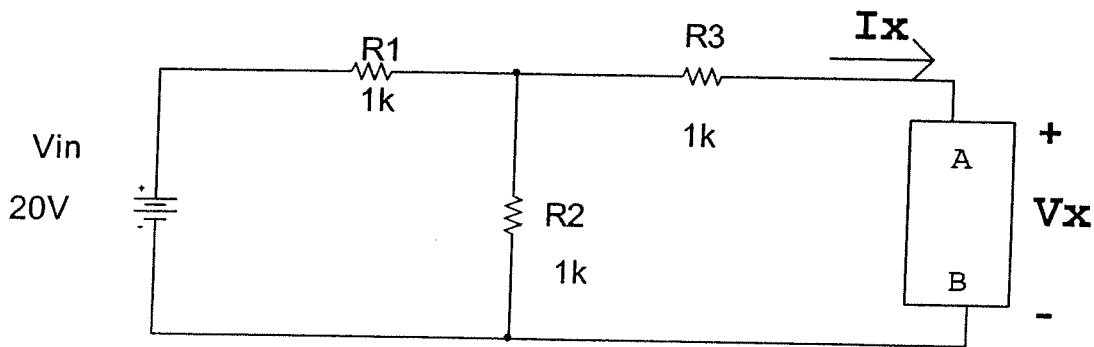 Ix
R1
R3
1k
1k
Vin
20V
+
-
R2
1k
A
B
+
Vx
-